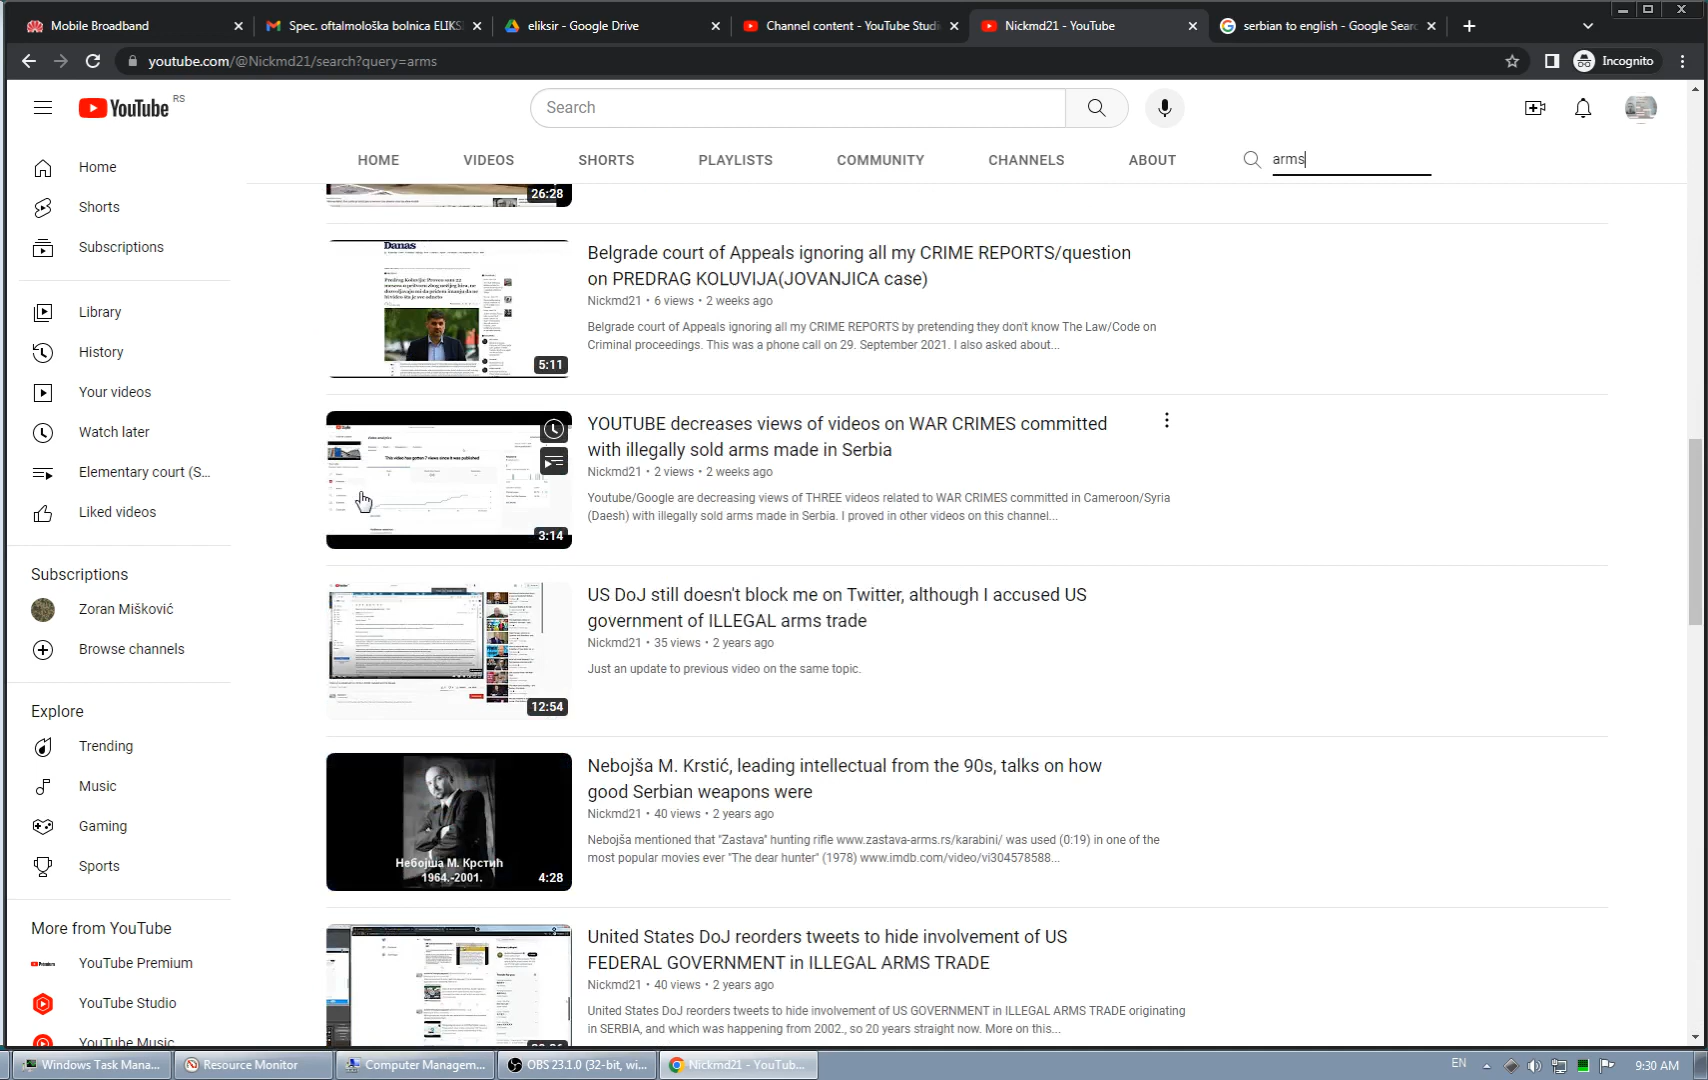 Mobile Broadband
Spec. oftalmološka bolnica ELIKS
eliksir - Google Drive
Channel content - YouTube Studi
Nickmd21 - YouTube
serbian to english - Google Sear
youtube.com/@Nickmd21/search?query=arms
Incognito
YouTube RS
Search
HOME
VIDEOS
SHORTS
PLAYLISTS
COMMUNITY
CHANNELS
ABOUT
arms
Home
Shorts
Subscriptions
Library
History
Your videos
Watch later
Elementary court (S...
Liked videos
Subscriptions
Zoran Mišković
Browse channels
Explore
Trending
Music
Gaming
Sports
More from YouTube
YouTube Premium
YouTube Studio
YouTube Music
26:28
Danas
5:11
Belgrade court of Appeals ignoring all my CRIME REPORTS/question
on PREDRAG KOLUVIJA(JOVANJICA case)
Nickmd21 • 6 views • 2 weeks ago
Belgrade court of Appeals ignoring all my CRIME REPORTS by pretending they don't know The Law/Code on
Criminal proceedings. This was a phone call on 29. September 2021. I also asked about...
This video has gotten 7 views since it was published
3:14
YOUTUBE decreases views of videos on WAR CRIMES committed
with illegally sold arms made in Serbia
Nickmd21 • 2 views • 2 weeks ago
Youtube/Google are decreasing views of THREE videos related to WAR CRIMES committed in Cameroon/Syria
(Daesh) with illegally sold arms made in Serbia. I proved in other videos on this channel...
12:54
US DoJ still doesn't block me on Twitter, although I accused US
government of ILLEGAL arms trade
Nickmd21 • 35 views • 2 years ago
Just an update to previous video on the same topic.
Небојша М. Крстић
1964.-2001.
4:28
Nebojša M. Krstić, leading intellectual from the 90s, talks on how
good Serbian weapons were
Nickmd21 • 40 views • 2 years ago
Nebojša mentioned that "Zastava" hunting rifle www.zastava-arms.rs/karabini/ was used (0:19) in one of the
most popular movies ever "The dear hunter" (1978) www.imdb.com/video/vi304578588...
United States DoJ reorders tweets to hide involvement of US
FEDERAL GOVERNMENT in ILLEGAL ARMS TRADE
Nickmd21 • 40 views • 2 years ago
United States DoJ reorders tweets to hide involvement of US GOVERNMENT in ILLEGAL ARMS TRADE originating
in SERBIA, and which was happening from 2002., so 20 years straight now. More on this...
Windows Task Mana...
Resource Monitor
Computer Managem...
OBS 23.1.0 (32-bit, wi...
Nickmd21 - YouTub...
EN
9:30 AM